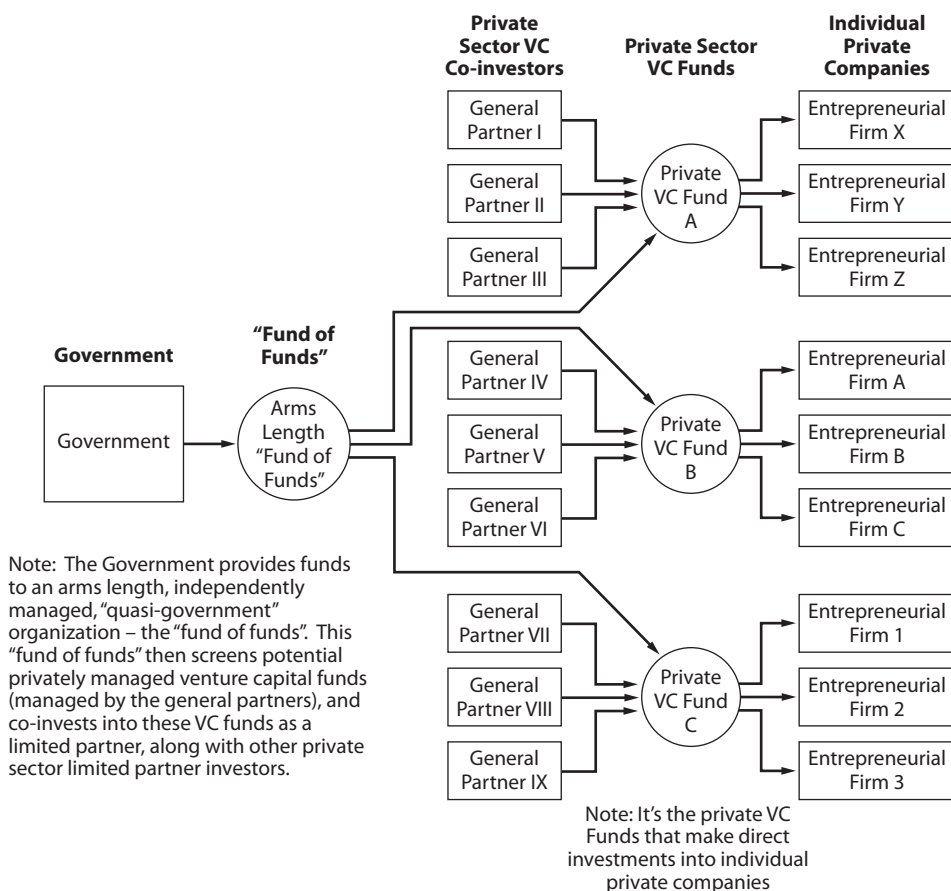 Private
Sector VC
Co-investors
Private Sector
VC Funds
Individual
Private
Companies
General
Partner I
General
Partner II
General
Partner III
Private
VC Fund
A
Entrepreneurial
Firm X
Entrepreneurial
Firm Y
Entrepreneurial
Firm Z
Government
“Fund of
Funds”
Government
Arms
Length
“Fund of
Funds”
General
Partner IV
General
Partner V
General
Partner VI
Private
VC Fund
B
Entrepreneurial
Firm A
Entrepreneurial
Firm B
Entrepreneurial
Firm C
Note: The Government provides funds
to an arms length, independently
managed, “quasi-government”
organization – the “fund of funds”. This
“fund of funds” then screens potential
privately managed venture capital funds
(managed by the general partners), and
co-invests into these VC funds as a
limited partner, along with other private
sector limited partner investors.
General
Partner VII
General
Partner VIII
General
Partner IX
Private
VC Fund
C
Entrepreneurial
Firm 1
Entrepreneurial
Firm 2
Entrepreneurial
Firm 3
Note: It’s the private VC
Funds that make direct
investments into individual
private companies